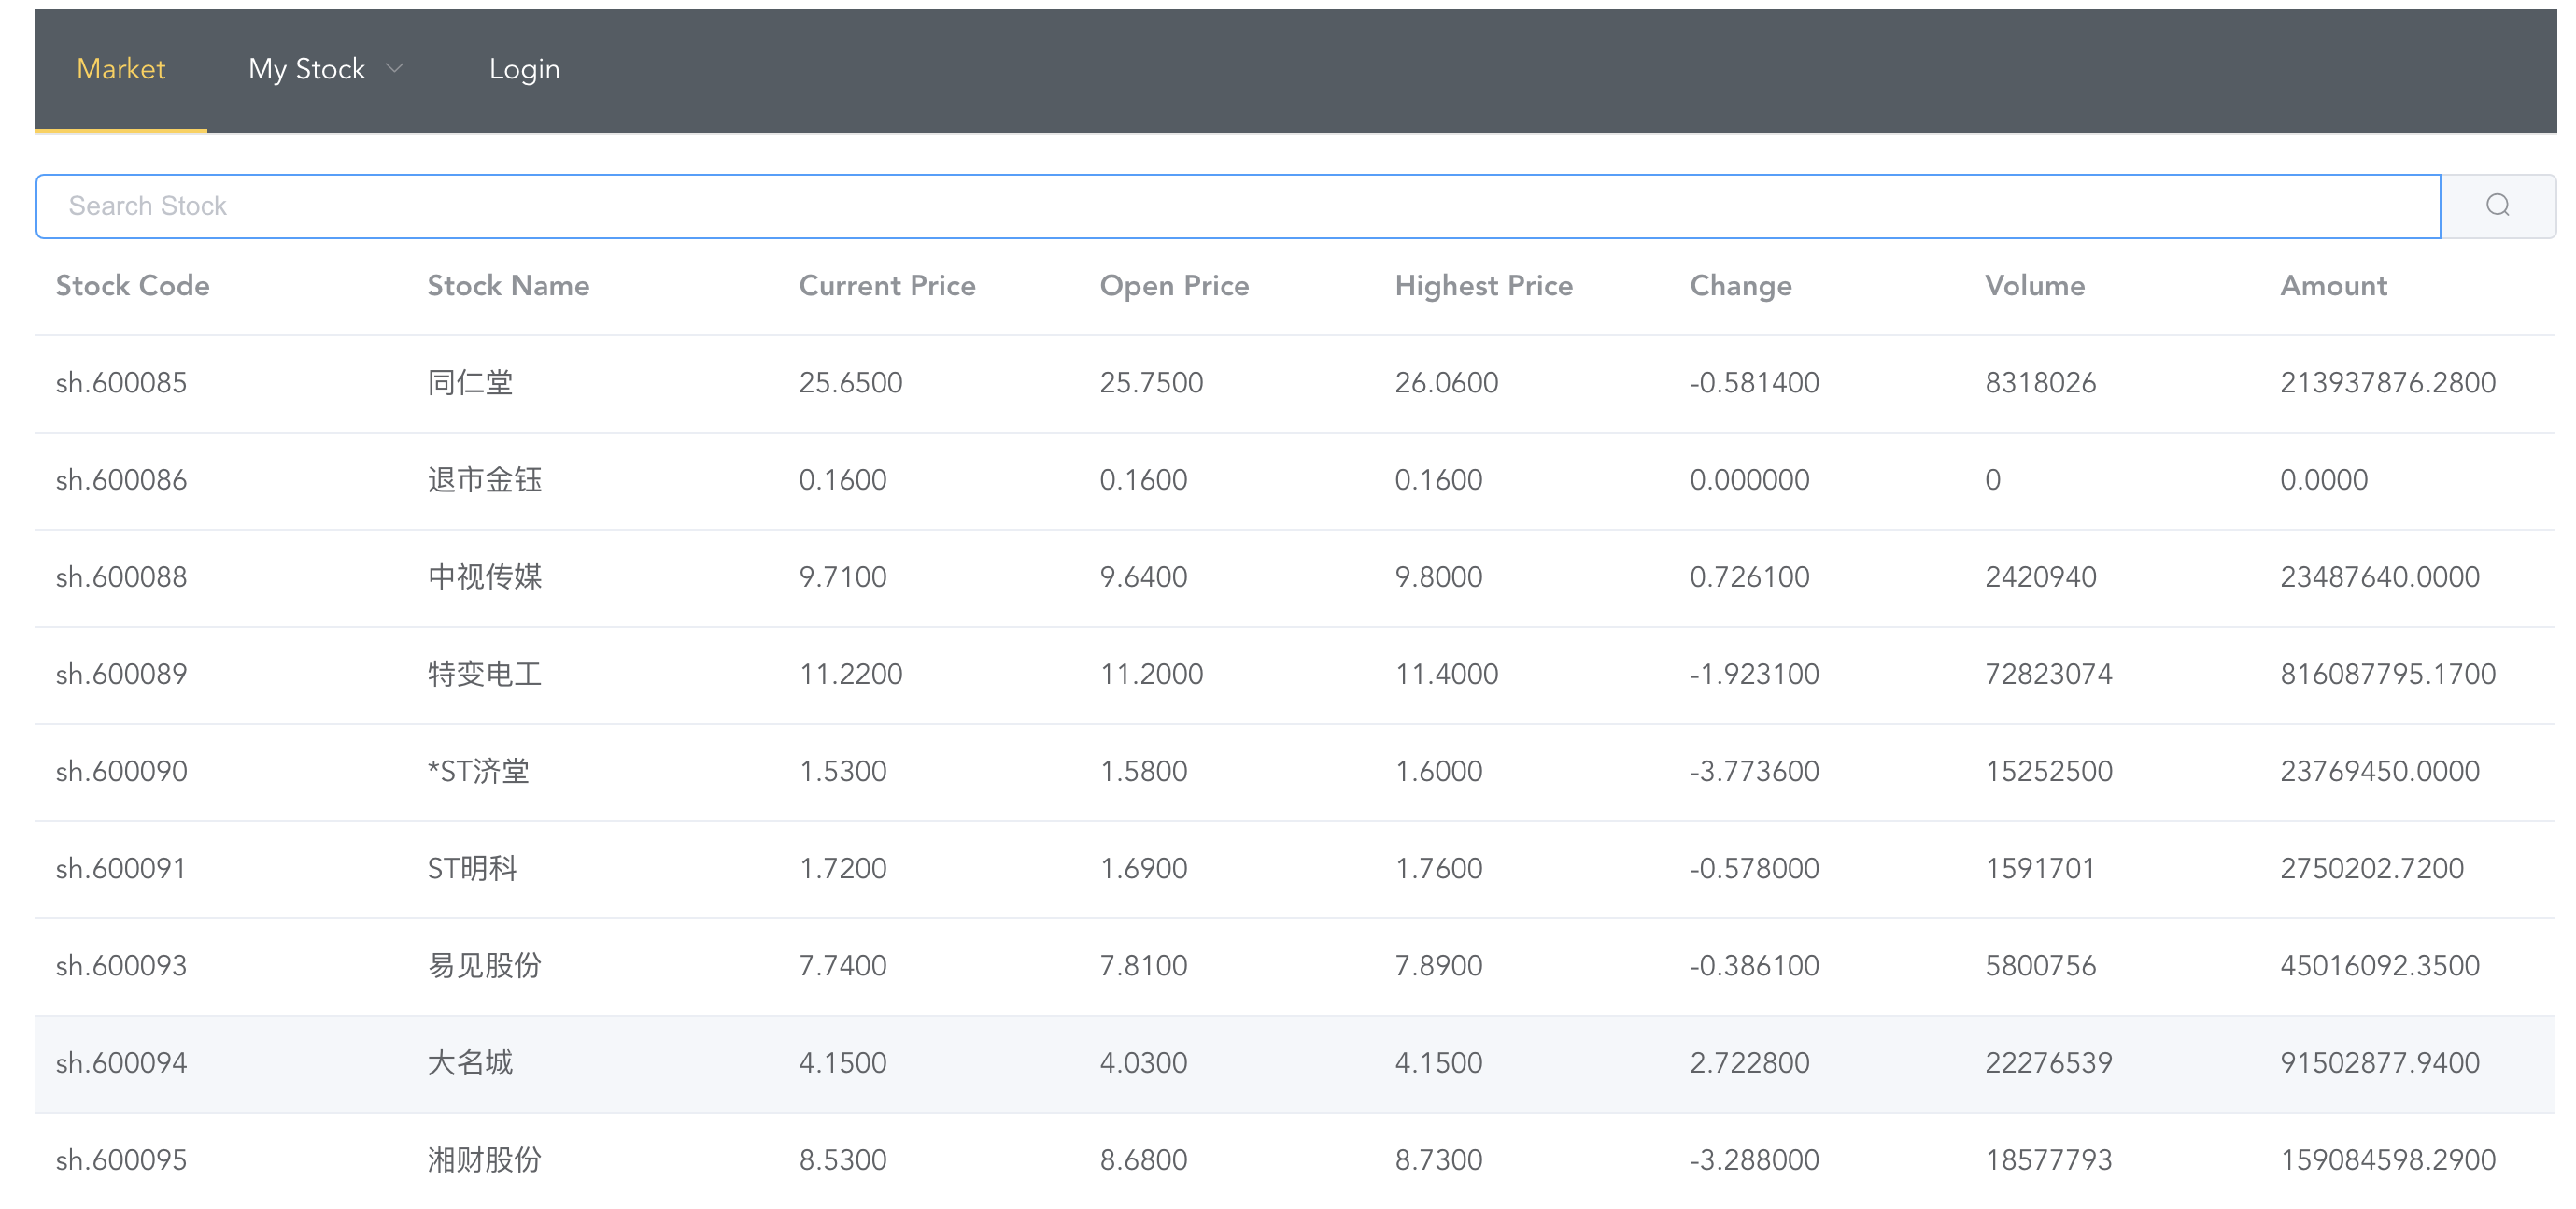 Market My Stock Login
Search Stock
Stock Code Stock Name Current Price Open Price Highest Price Change Volume Amount
sh.600085 同仁堂 25.6500 25.7500 26.0600 -0.581400 8318026 213937876.2800
sh.600086 退市金钰 0.1600 0.1600 0.1600 0.000000 0 0.0000
sh.600088 中视传媒 9.7100 9.6400 9.8000 0.726100 2420940 23487640.0000
sh.600089 特变电工 11.2200 11.2000 11.4000 -1.923100 72823074 816087795.1700
sh.600090 *ST济堂 1.5300 1.5800 1.6000 -3.773600 15252500 23769450.0000
sh.600091 ST明科 1.7200 1.6900 1.7600 -0.578000 1591701 2750202.7200
sh.600093 易见股份 7.7400 7.8100 7.8900 -0.386100 5800756 45016092.3500
sh.600094 大名城 4.1500 4.0300 4.1500 2.722800 22276539 91502877.9400
sh.600095 湘财股份 8.5300 8.6800 8.7300 -3.288000 18577793 159084598.2900